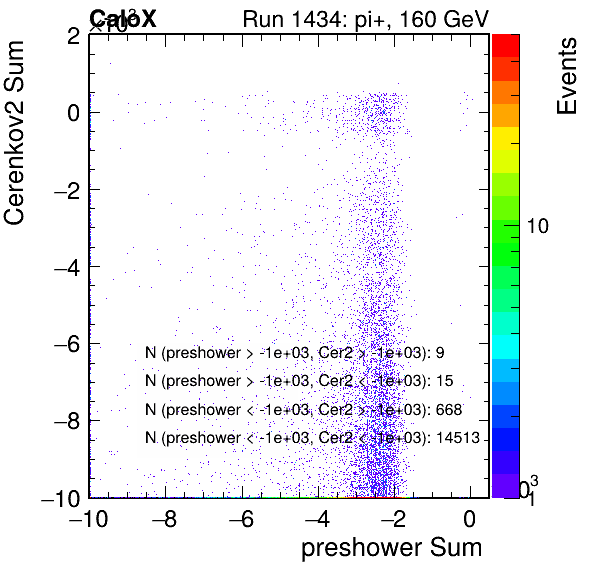 CaloX Run 1434: pi+, 160 GeV
×10³
Cerenkov2 Sum
Events
2
0
−2
−4
−6
−8
−10
10
1
N (preshower > -1e+03, Cer2 > -1e+03): 9
N (preshower > -1e+03, Cer2 < -1e+03): 15
N (preshower < -1e+03, Cer2 > -1e+03): 668
N (preshower < -1e+03, Cer2 < -1e+03): 14513
−10 −8 −6 −4 −2 0
preshower Sum